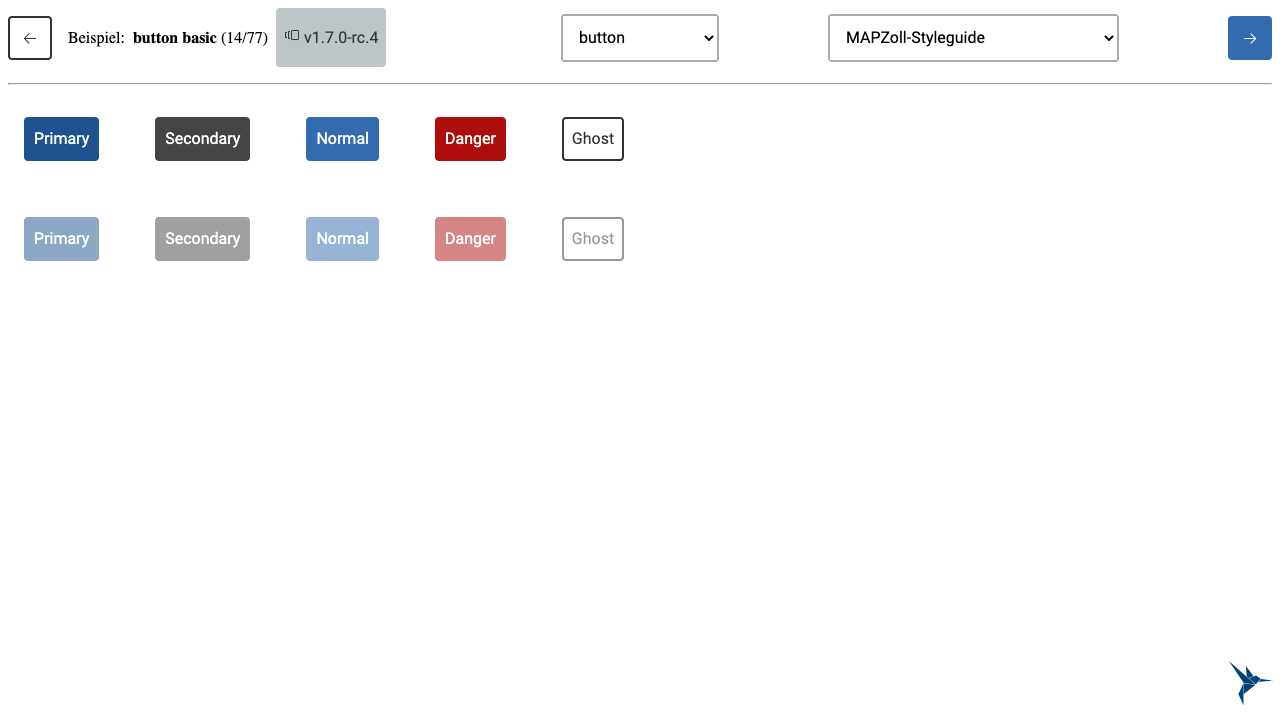 ← Beispiel: button basic (14/77) v1.7.0-rc.4 button MAPZoll-Styleguide →
Primary Secondary Normal Danger Ghost
Primary Secondary Normal Danger Ghost